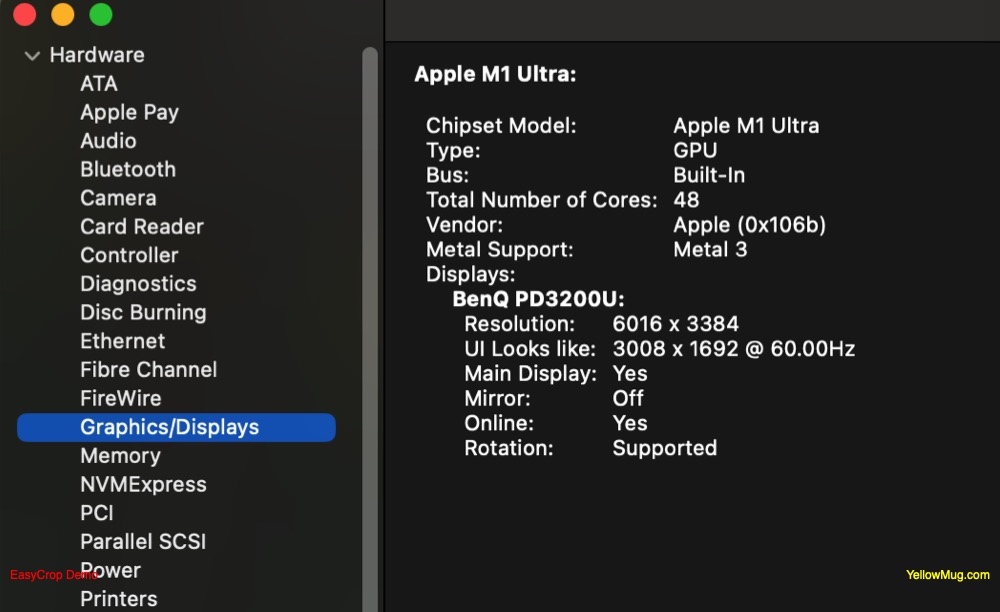 Hardware
ATA
Apple Pay
Audio
Bluetooth
Camera
Card Reader
Controller
Diagnostics
Disc Burning
Ethernet
Fibre Channel
FireWire
Graphics/Displays
Memory
NVMExpress
PCI
Parallel SCSI
Power
Printers
EasyCrop Demo
Apple M1 Ultra:
Chipset Model: Apple M1 Ultra
Type: GPU
Bus: Built-In
Total Number of Cores: 48
Vendor: Apple (0x106b)
Metal Support: Metal 3
Displays:
BenQ PD3200U:
Resolution: 6016 x 3384
UI Looks like: 3008 x 1692 @ 60.00Hz
Main Display: Yes
Mirror: Off
Online: Yes
Rotation: Supported
YellowMug.com